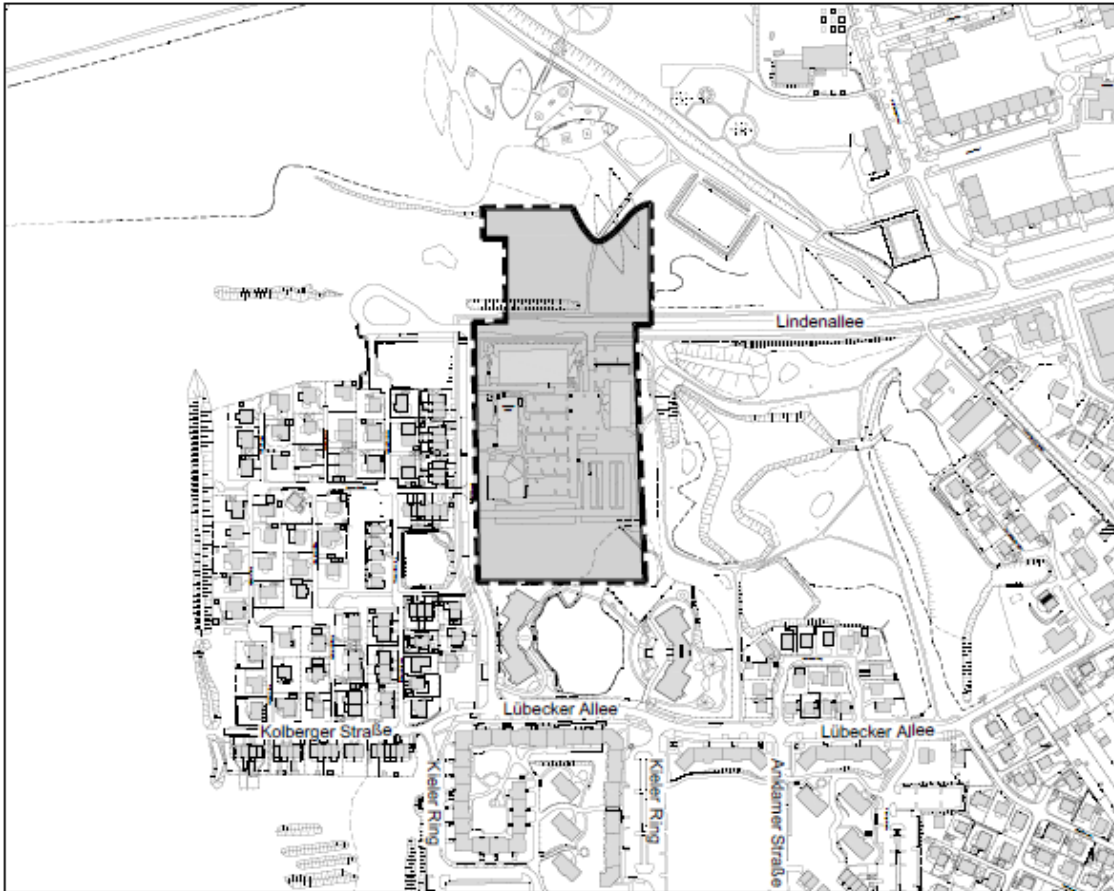 Lindenallee
Lübecker Allee
Kolberger Straße
Lübecker Allee
Kieler Ring
Kieler Ring
Anklamer Straße